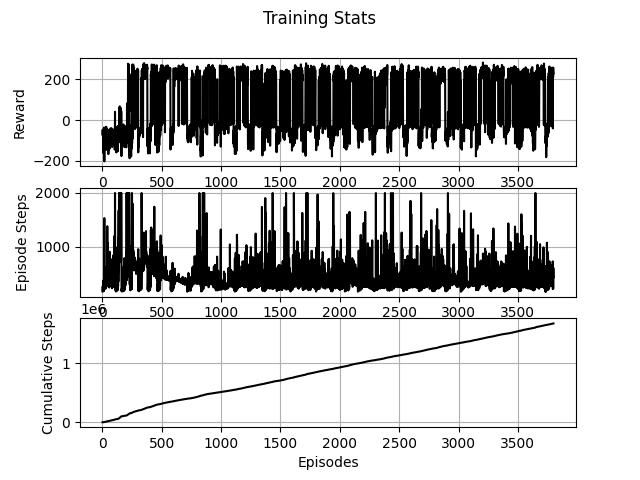 Training Stats
Reward
200
0
−200
0 500 1000 1500 2000 2500 3000 3500
Episode Steps
2000
1000
0 500 1000 1500 2000 2500 3000 3500
1e6
Cumulative Steps
1
0
0 500 1000 1500 2000 2500 3000 3500
Episodes